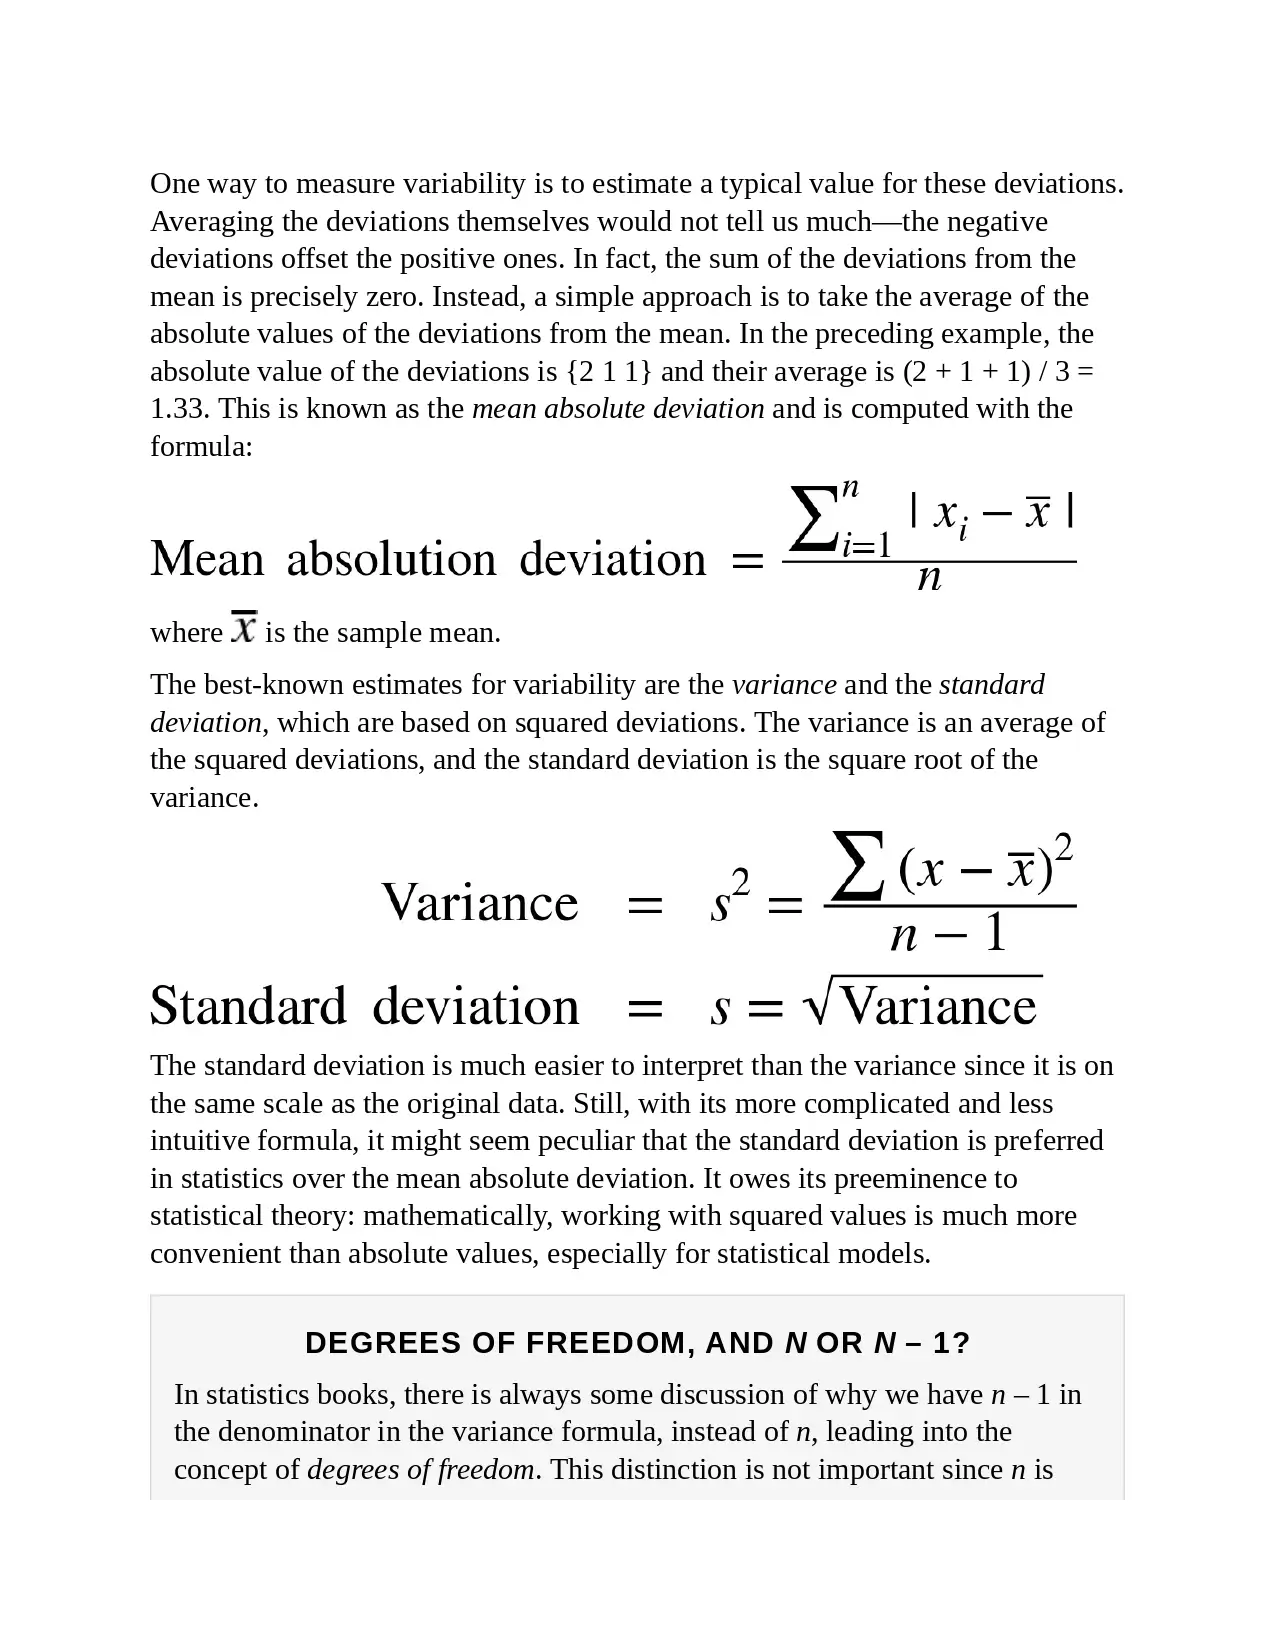 One way to measure variability is to estimate a typical value for these deviations.
Averaging the deviations themselves would not tell us much—the negative
deviations offset the positive ones. In fact, the sum of the deviations from the
mean is precisely zero. Instead, a simple approach is to take the average of the
absolute values of the deviations from the mean. In the preceding example, the
absolute value of the deviations is {2 1 1} and their average is (2 + 1 + 1) / 3 =
1.33. This is known as the mean absolute deviation and is computed with the
formula:
Mean absolution deviation = ∑ⁿᵢ₌₁ | xᵢ − x̅ | / n
where x̅ is the sample mean.
The best-known estimates for variability are the variance and the standard
deviation, which are based on squared deviations. The variance is an average of
the squared deviations, and the standard deviation is the square root of the
variance.
Variance = s² = ∑ (x − x̅)² / n − 1
Standard deviation = s = √Variance
The standard deviation is much easier to interpret than the variance since it is on
the same scale as the original data. Still, with its more complicated and less
intuitive formula, it might seem peculiar that the standard deviation is preferred
in statistics over the mean absolute deviation. It owes its preeminence to
statistical theory: mathematically, working with squared values is much more
convenient than absolute values, especially for statistical models.
DEGREES OF FREEDOM, AND N OR N – 1?
In statistics books, there is always some discussion of why we have n – 1 in
the denominator in the variance formula, instead of n, leading into the
concept of degrees of freedom. This distinction is not important since n is